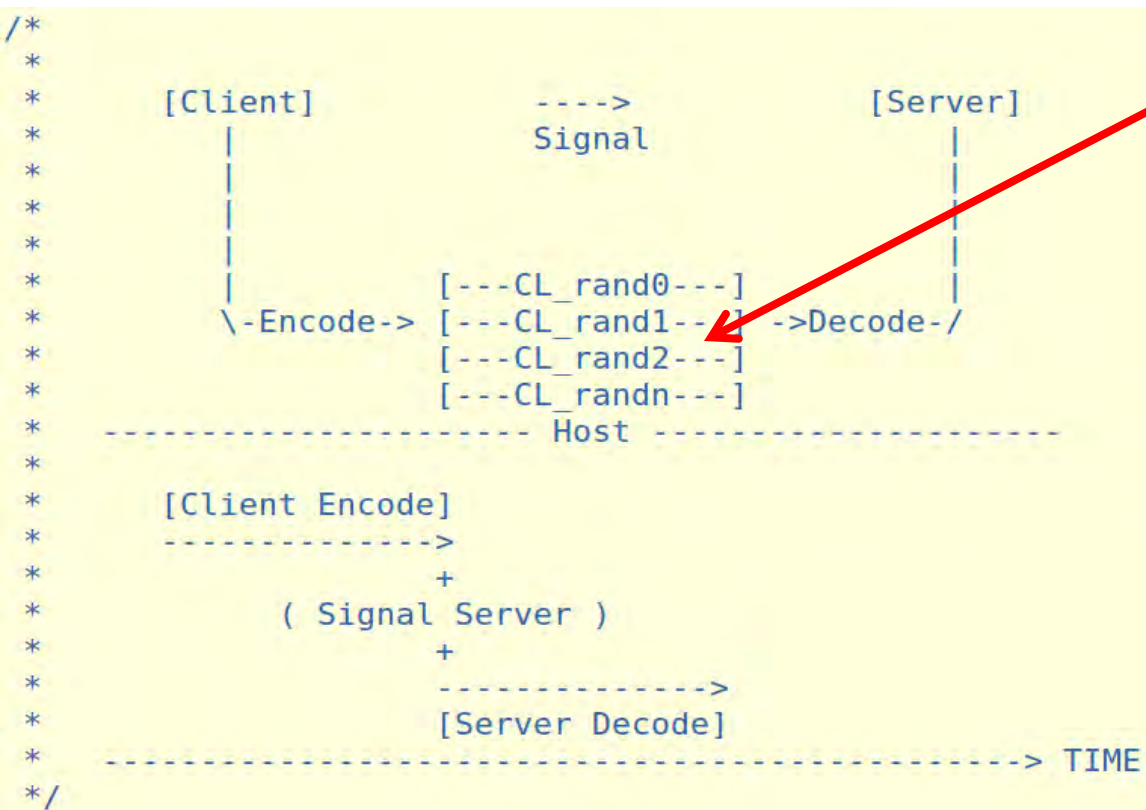 /*
 *
 *       [Client]              ---->               [Server]
 *           |                 Signal                  |
 *           |                                         |
 *           |                                         |
 *           |                                         |
 *           |            [---CL_rand0---]             |
 *           \-Encode->   [---CL_rand1---]  ->Decode-/
 *                        [---CL_rand2---]
 *                        [---CL_randn---]
 *    ---------------------- Host ---------------------
 *
 *       [Client Encode]
 *       -------------->
 *                     +
 *             ( Signal Server )
 *                     +
 *                     -------------->
 *                     [Server Decode]
 *    -----------------------------------------------> TIME
 */